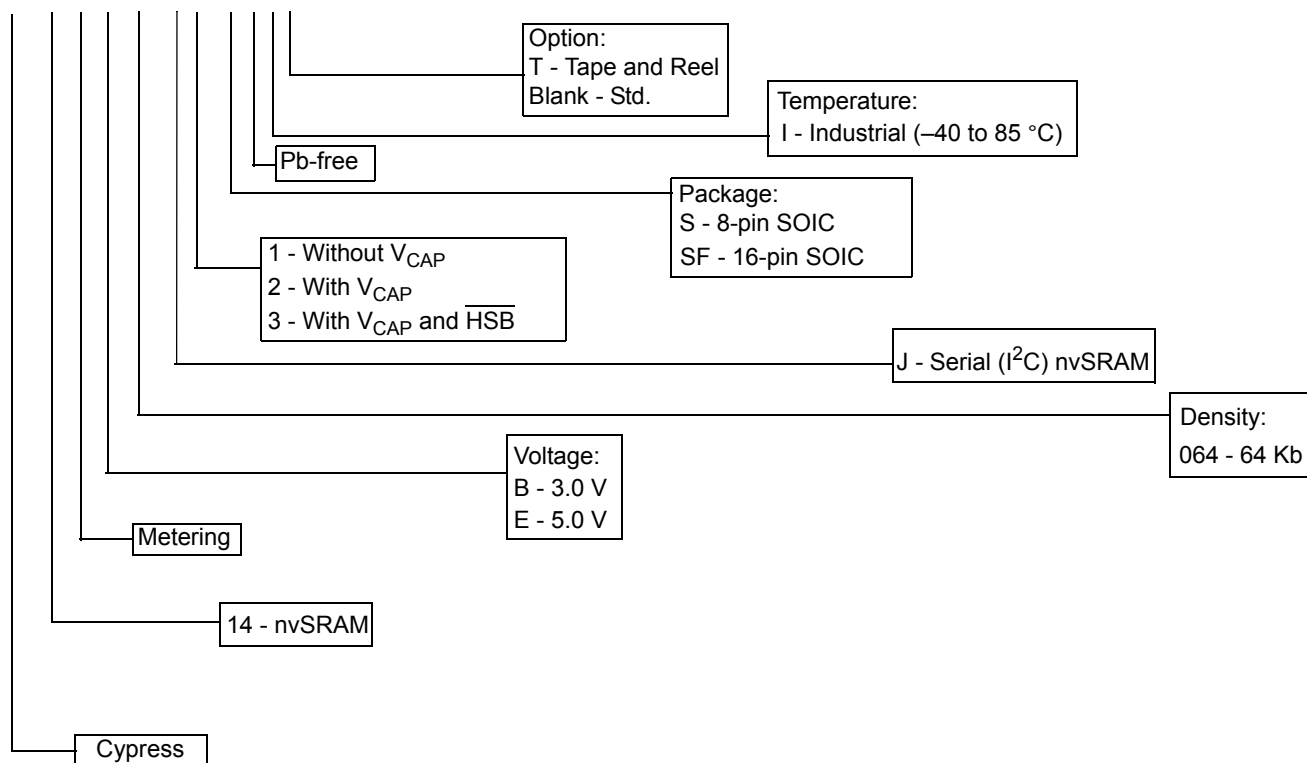 Option:
T - Tape and Reel
Blank - Std.
Temperature:
I - Industrial (–40 to 85 °C)
Pb-free
Package:
S - 8-pin SOIC
SF - 16-pin SOIC
1 - Without VCAP
2 - With VCAP
3 - With VCAP and HSB
J - Serial (I2C) nvSRAM
Density:
064 - 64 Kb
Voltage:
B - 3.0 V
E - 5.0 V
Metering
14 - nvSRAM
Cypress